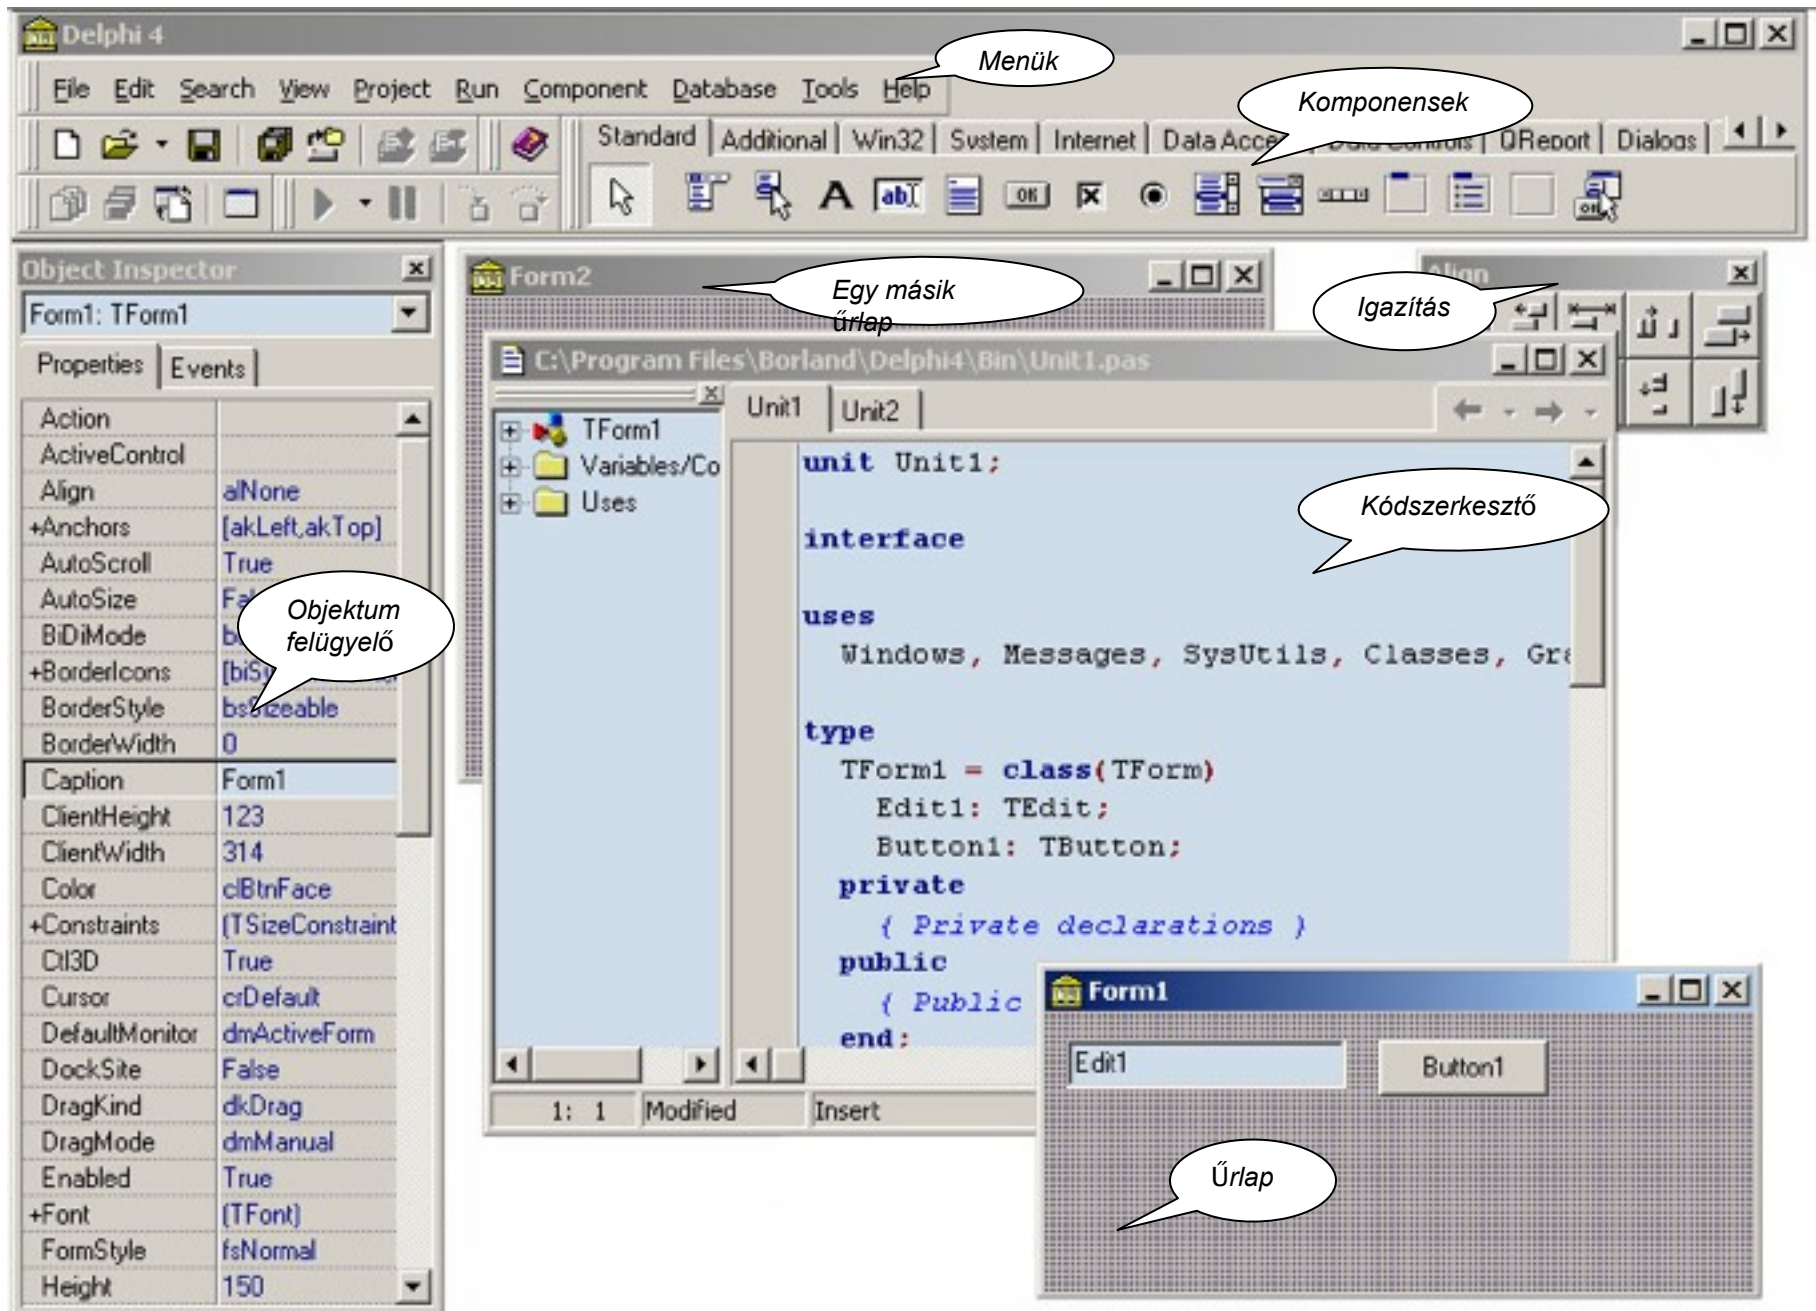 Delphi 4
Menük
File Edit Search View Project Run Component Database Tools Help
Komponensek
Standard Additional Win32 System Internet Data Controls QReport Dialogs
Object Inspector
Form1: TForm1
Properties Events
Action
ActiveControl
Align alNone
+Anchors [akLeft,akTop]
AutoScroll True
AutoSize
BiDiMode
+BorderIcons
BorderStyle bsSizeable
BorderWidth 0
Caption Form1
ClientHeight 123
ClientWidth 314
Color clBtnFace
+Constraints (TSizeConstraint
Ctl3D True
Cursor crDefault
DefaultMonitor dmActiveForm
DockSite False
DragKind dkDrag
DragMode dmManual
Enabled True
+Font (TFont)
FormStyle fsNormal
Height 150
Objektum
felügyelő
Form2
Egy másik
űrlap
Align
Igazítás
C:\Program Files\Borland\Delphi4\Bin\Unit1.pas
TForm1
Variables/Co
Uses
Unit1 Unit2
unit Unit1;
interface
uses
Windows, Messages, SysUtils, Classes, Gra
type
TForm1 = class(TForm)
Edit1: TEdit;
Button1: TButton;
private
{ Private declarations }
public
{ Public
end;
Kódszerkesztő
1: 1 Modified Insert
Form1
Edit1 Button1
Űrlap